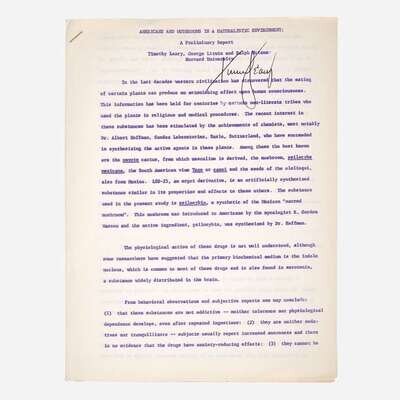 AMERICANS AND MUSHROOMS IN A NATURALISTIC ENVIRONMENT:
A Preliminary Report
Timothy Leary, George Litwin and Ralph Metzner
Harvard University
Timothy Leary
In the last decade western civilization has discovered that the eating
of certain plants can produce an astonishing effect upon human consciousness.
This information has been held for centuries by certain non-literate tribes who
used the plants in religious and medical procedures. The recent interest in
these substances has been stimulated by the achievements of chemists, most notably
Dr. Albert Hoffman, Sandoz Laboratories, Basle, Switzerland, who have succeeded
in synthesizing the active agents in these plants. Among these the best known
are the peyote cactus, from which mescaline is derived, the mushroom, psilocybe
mexicana, the South American vine Yage or caapi and the seeds of the ololiuqui,
also from Mexico. LSD-25, an ergot derivative, is an artificially synthesized
substance similar in its properties and effects to these others. The substance
used in the present study is psilocybin, a synthetic of the Mexican "sacred
mushroom". This mushroom was introduced to Americans by the mycologist R. Gordon
Wasson and the active ingredient, psilocybin, was synthesized by Dr. Hoffman.
The physiological action of these drugs is not well understood, although
some researchers have suggested that the primary biochemical medium is the indole
nucleus, which is common to most of these drugs and is also found in serotonin,
a substance widely distributed in the brain.
From behavioral observations and subjective reports one may conclude:
(1) that these substances are not addictive -- neither tolerance nor physiological
dependence develops, even after repeated importance: (2) they are neither seda-
tives nor tranquilizers -- subjects usually report increased awareness and there
is no evidence that the drugs have anxiety-reducing effects: (3) they cannot be